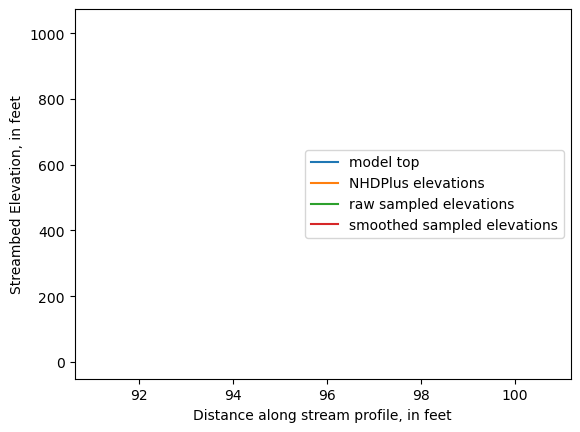 1000
800
600
400
200
0
Streambed Elevation, in feet
model top
NHDPlus elevations
raw sampled elevations
smoothed sampled elevations
92 94 96 98 100
Distance along stream profile, in feet